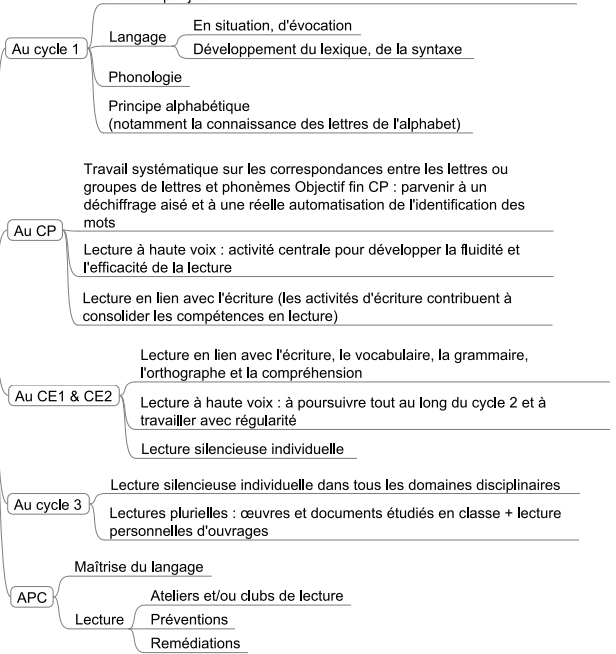 Au cycle 1
Langage
En situation, d'évocation
Développement du lexique, de la syntaxe
Phonologie
Principe alphabétique
(notamment la connaissance des lettres de l'alphabet)
Au CP
Travail systématique sur les correspondances entre les lettres ou
groupes de lettres et phonèmes Objectif fin CP : parvenir à un
déchiffrage aisé et à une réelle automatisation de l'identification des
mots
Lecture à haute voix : activité centrale pour développer la fluidité et
l'efficacité de la lecture
Lecture en lien avec l'écriture (les activités d'écriture contribuent à
consolider les compétences en lecture)
Au CE1 & CE2
Lecture en lien avec l'écriture, le vocabulaire, la grammaire,
l'orthographe et la compréhension
Lecture à haute voix : à poursuivre tout au long du cycle 2 et à
travailler avec régularité
Lecture silencieuse individuelle
Au cycle 3
Lecture silencieuse individuelle dans tous les domaines disciplinaires
Lectures plurielles : œuvres et documents étudiés en classe + lecture
personnelles d'ouvrages
APC
Maîtrise du langage
Lecture
Ateliers et/ou clubs de lecture
Préventions
Remédiations